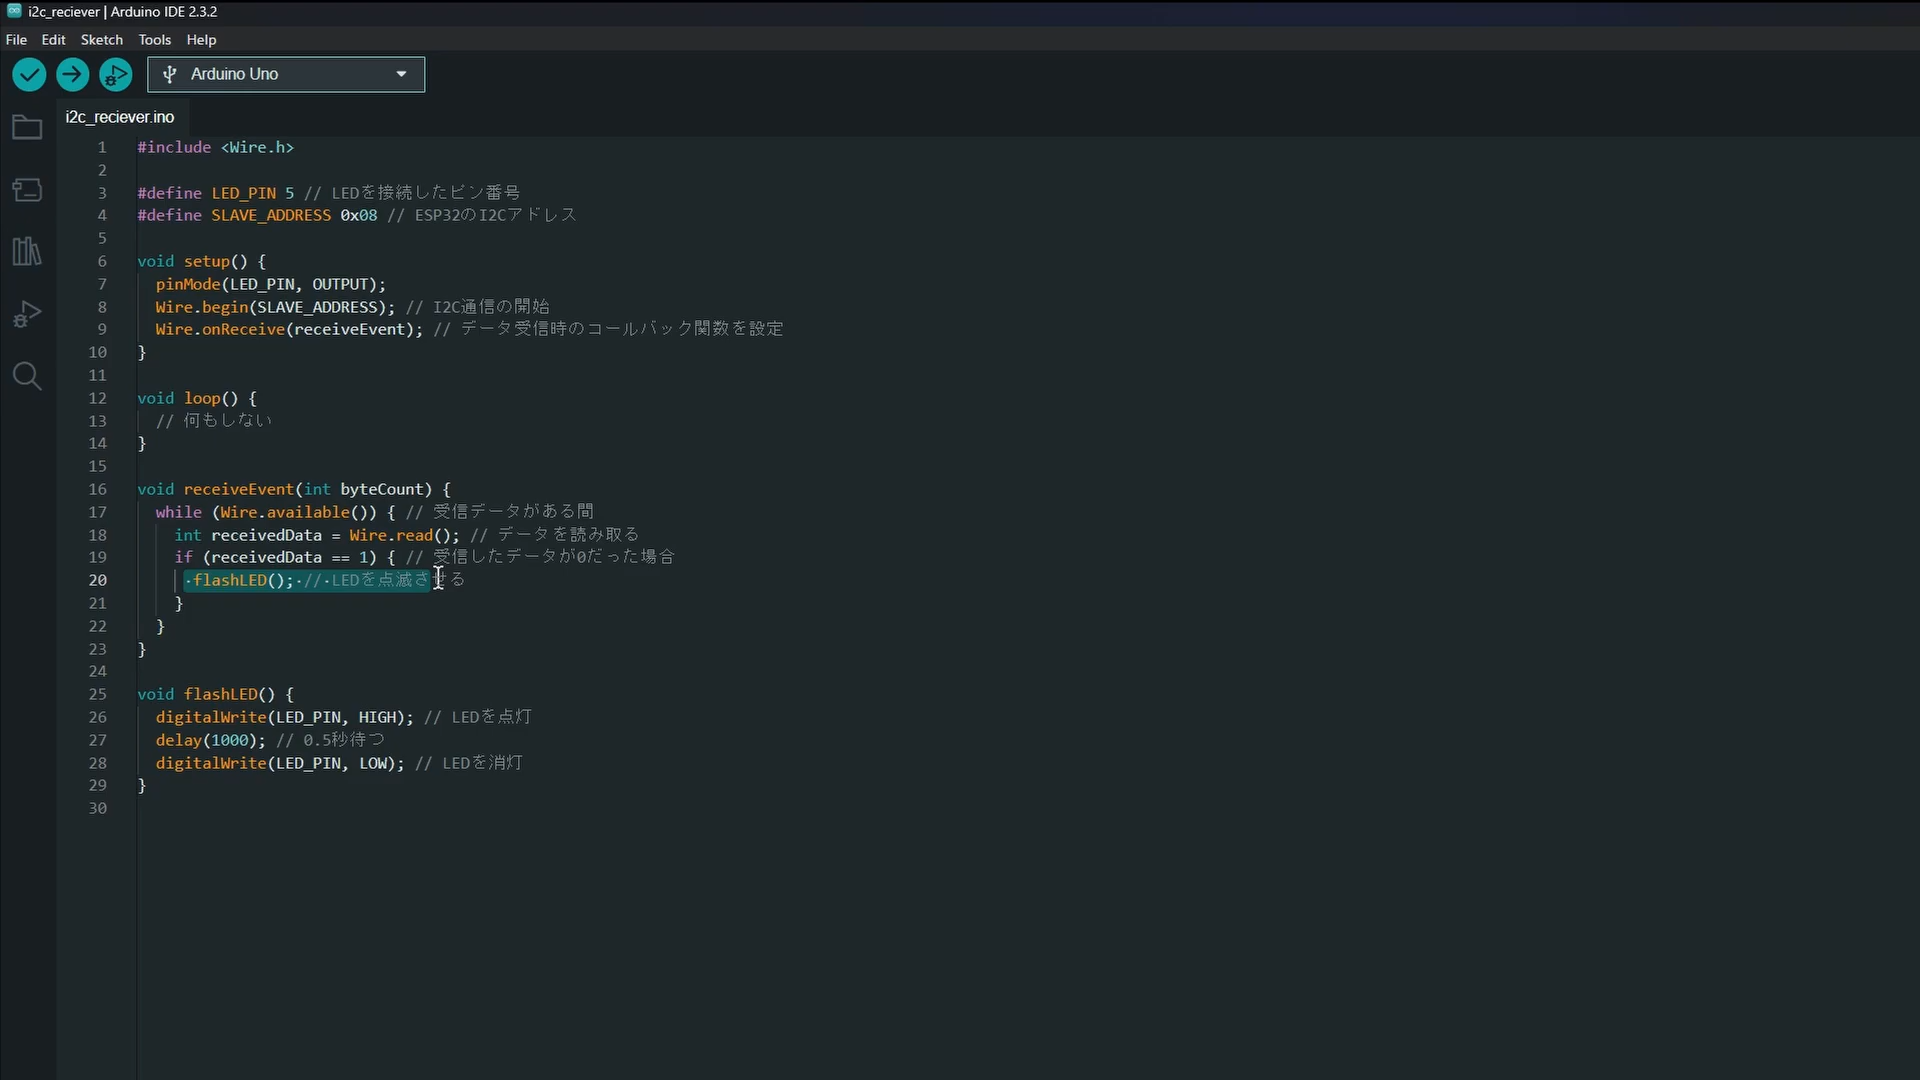 i2c_reciever | Arduino IDE 2.3.2
File Edit Sketch Tools Help
Arduino Uno
i2c_reciever.ino
1 #include <Wire.h>
2
3 #define LED_PIN 5 // LEDを接続したピン番号
4 #define SLAVE_ADDRESS 0x08 // ESP32のI2Cアドレス
5
6 void setup() {
7 pinMode(LED_PIN, OUTPUT);
8 Wire.begin(SLAVE_ADDRESS); // I2C通信の開始
9 Wire.onReceive(receiveEvent); // データ受信時のコールバック関数を設定
10 }
11
12 void loop() {
13 // 何もしない
14 }
15
16 void receiveEvent(int byteCount) {
17 while (Wire.available()) { // 受信データがある間
18 int receivedData = Wire.read(); // データを読み取る
19 if (receivedData == 1) { // 受信したデータが0だった場合
20 flashLED(); // LEDを点滅させる
21 }
22 }
23 }
24
25 void flashLED() {
26 digitalWrite(LED_PIN, HIGH); // LEDを点灯
27 delay(1000); // 0.5秒待つ
28 digitalWrite(LED_PIN, LOW); // LEDを消灯
29 }
30